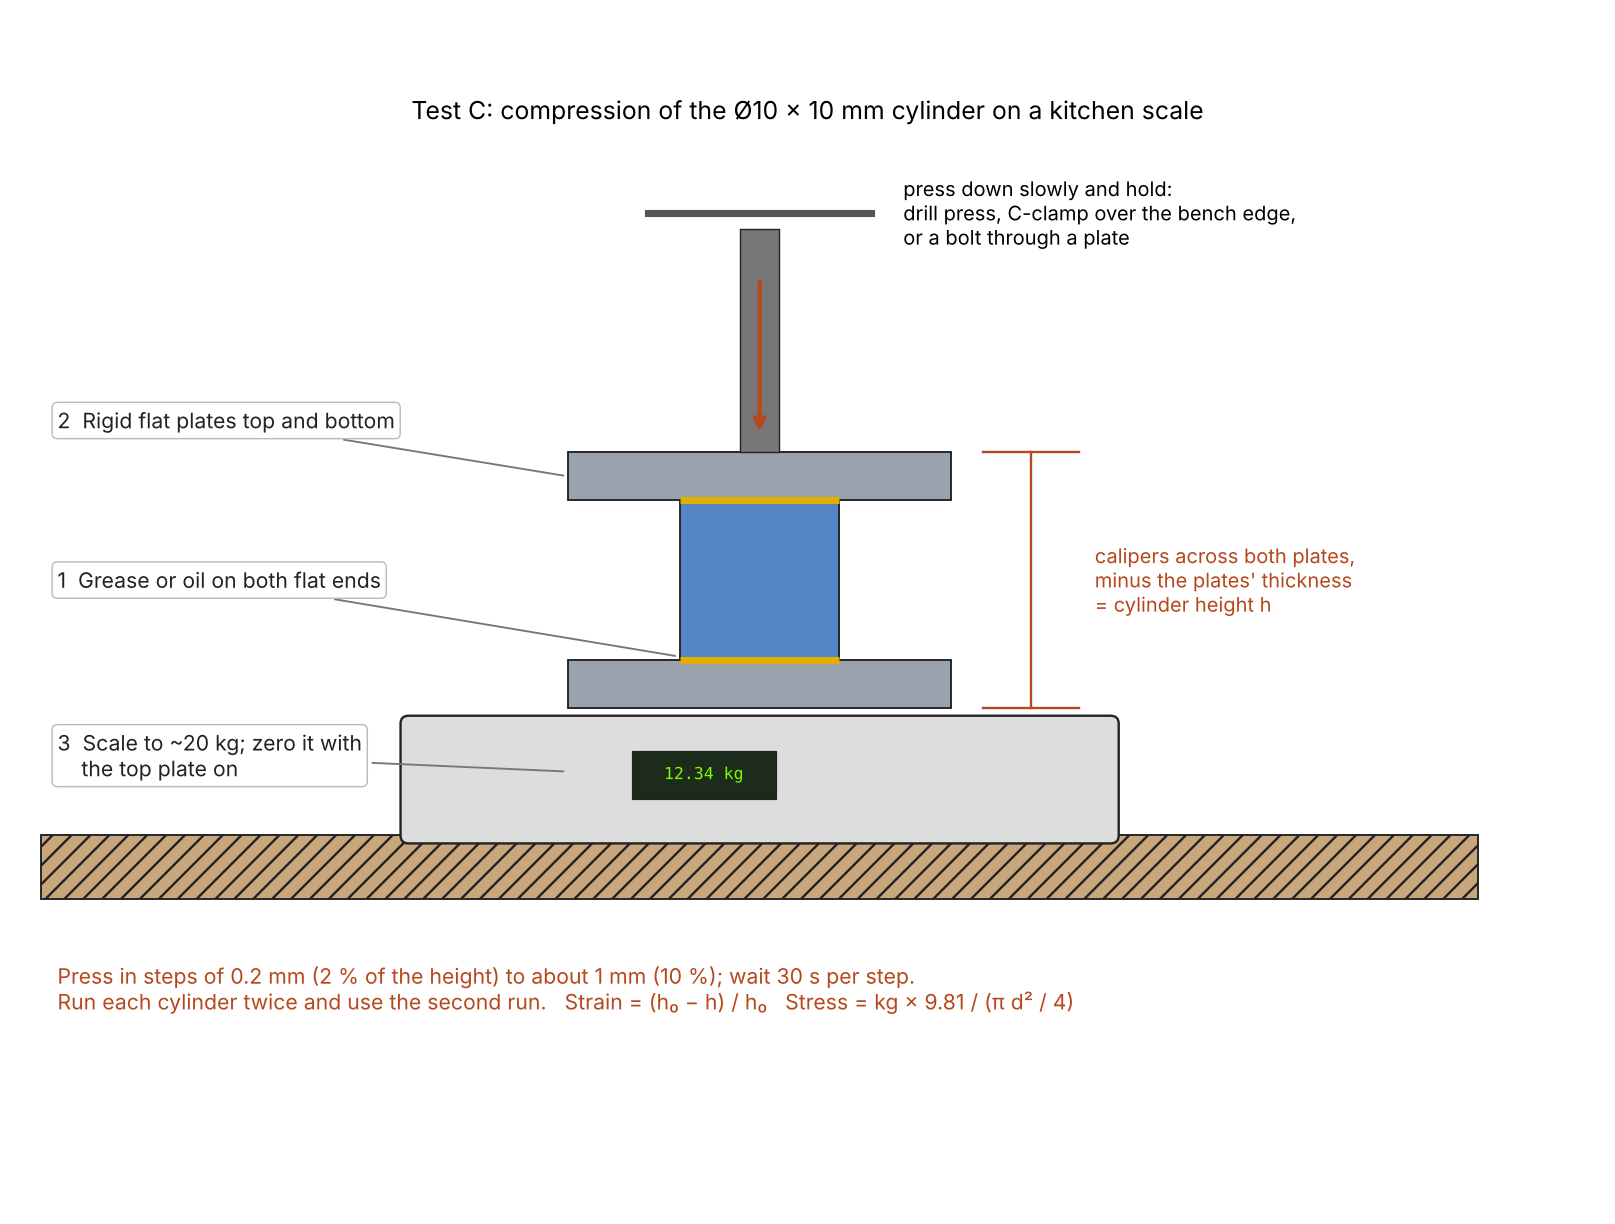 Test C: compression of the Ø10 × 10 mm cylinder on a kitchen scale
press down slowly and hold:
drill press, C-clamp over the bench edge,
or a bolt through a plate
2 Rigid flat plates top and bottom
1 Grease or oil on both flat ends
calipers across both plates,
minus the plates' thickness
= cylinder height h
3 Scale to ~20 kg; zero it with
the top plate on
12.34 kg
Press in steps of 0.2 mm (2 % of the height) to about 1 mm (10 %); wait 30 s per step.
Run each cylinder twice and use the second run. Strain = (h₀ − h) / h₀ Stress = kg × 9.81 / (π d² / 4)